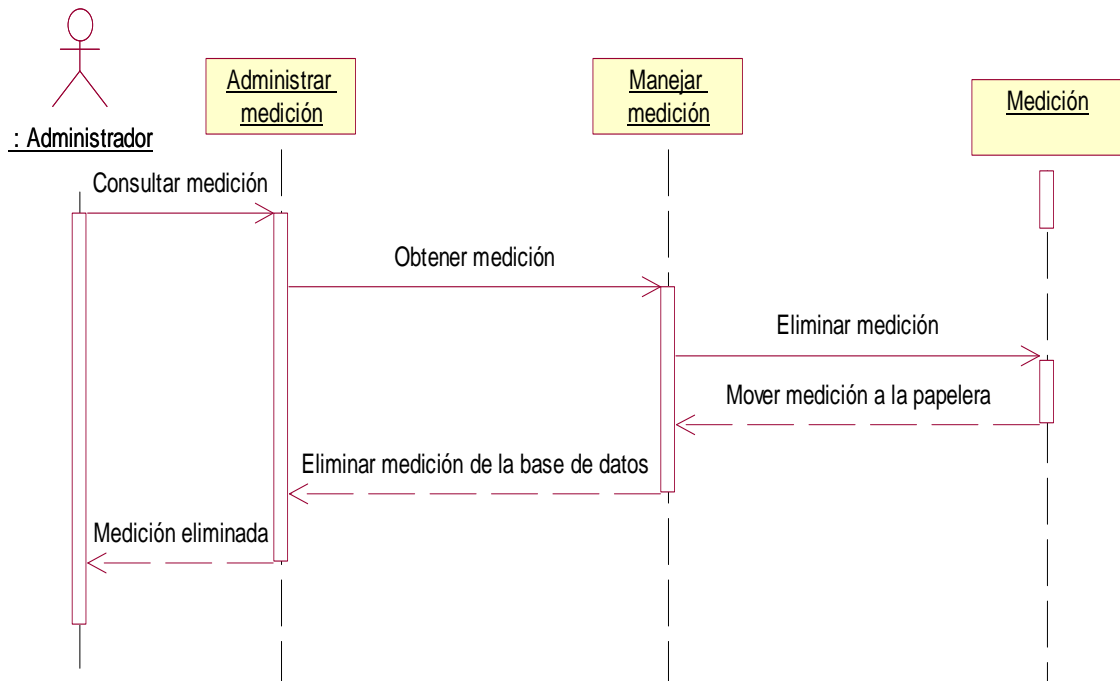 Administrar
medición
Manejar
medición
Medición
: Administrador
Consultar medición
Obtener medición
Eliminar medición
Mover medición a la papelera
Eliminar medición de la base de datos
Medición eliminada